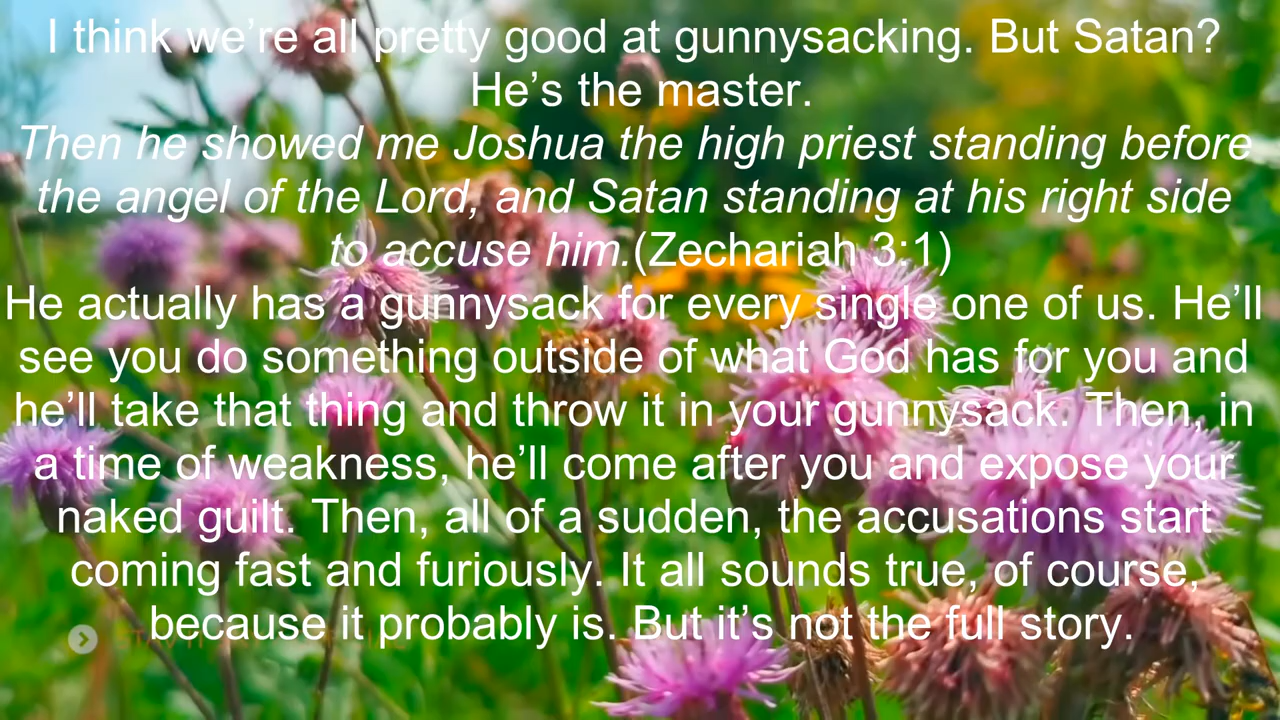 I think we’re all pretty good at gunnysacking. But Satan?
He’s the master.
Then he showed me Joshua the high priest standing before
the angel of the Lord, and Satan standing at his right side
to accuse him.(Zechariah 3:1)
He actually has a gunnysack for every single one of us. He’ll
see you do something outside of what God has for you and
he’ll take that thing and throw it in your gunnysack. Then, in
a time of weakness, he’ll come after you and expose your
naked guilt. Then, all of a sudden, the accusations start
coming fast and furiously. It all sounds true, of course,
because it probably is. But it’s not the full story.